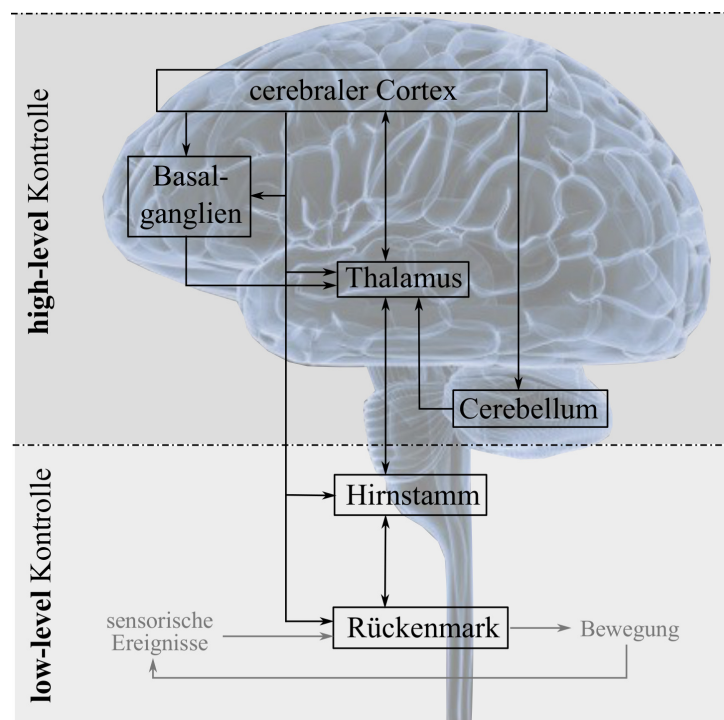 high-level Kontrolle
cerebraler Cortex
Basal-
ganglien
Thalamus
Cerebellum
low-level Kontrolle
Hirnstamm
sensorische
Ereignisse
Rückenmark
Bewegung